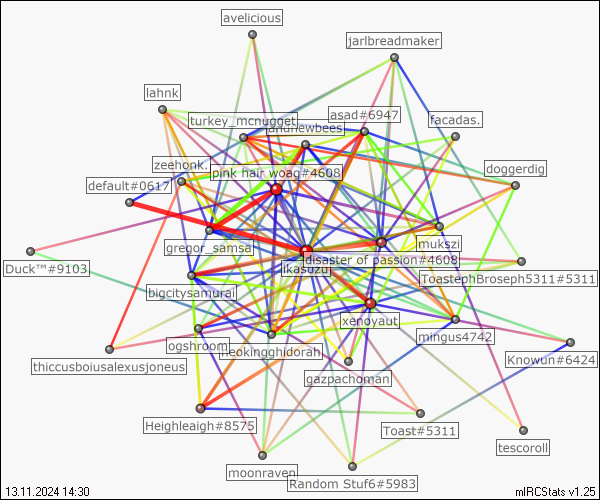 avelicious
jarlbreadmaker
lahnk
asad#6947
turkey_mcnugget
facadas.
zeehonk.
pink hair woag#4608
doggerdig
default#0617
gregor_samsa
mukszi
disaster of passion#4608
Duck™#9103
ikasuzu
ToastephBroseph5311#5311
bigcitysamurai
xenoyaut
ogshroom
neokingghidorah
mingus4742
Knowun#6424
thiccusboiusalexusjoneus
gazpachoman
Heighleaigh#8575
Toast#5311
tescoroll
moonraven
Random Stuf6#5983
13.11.2024 14:30
mIRCStats v1.25